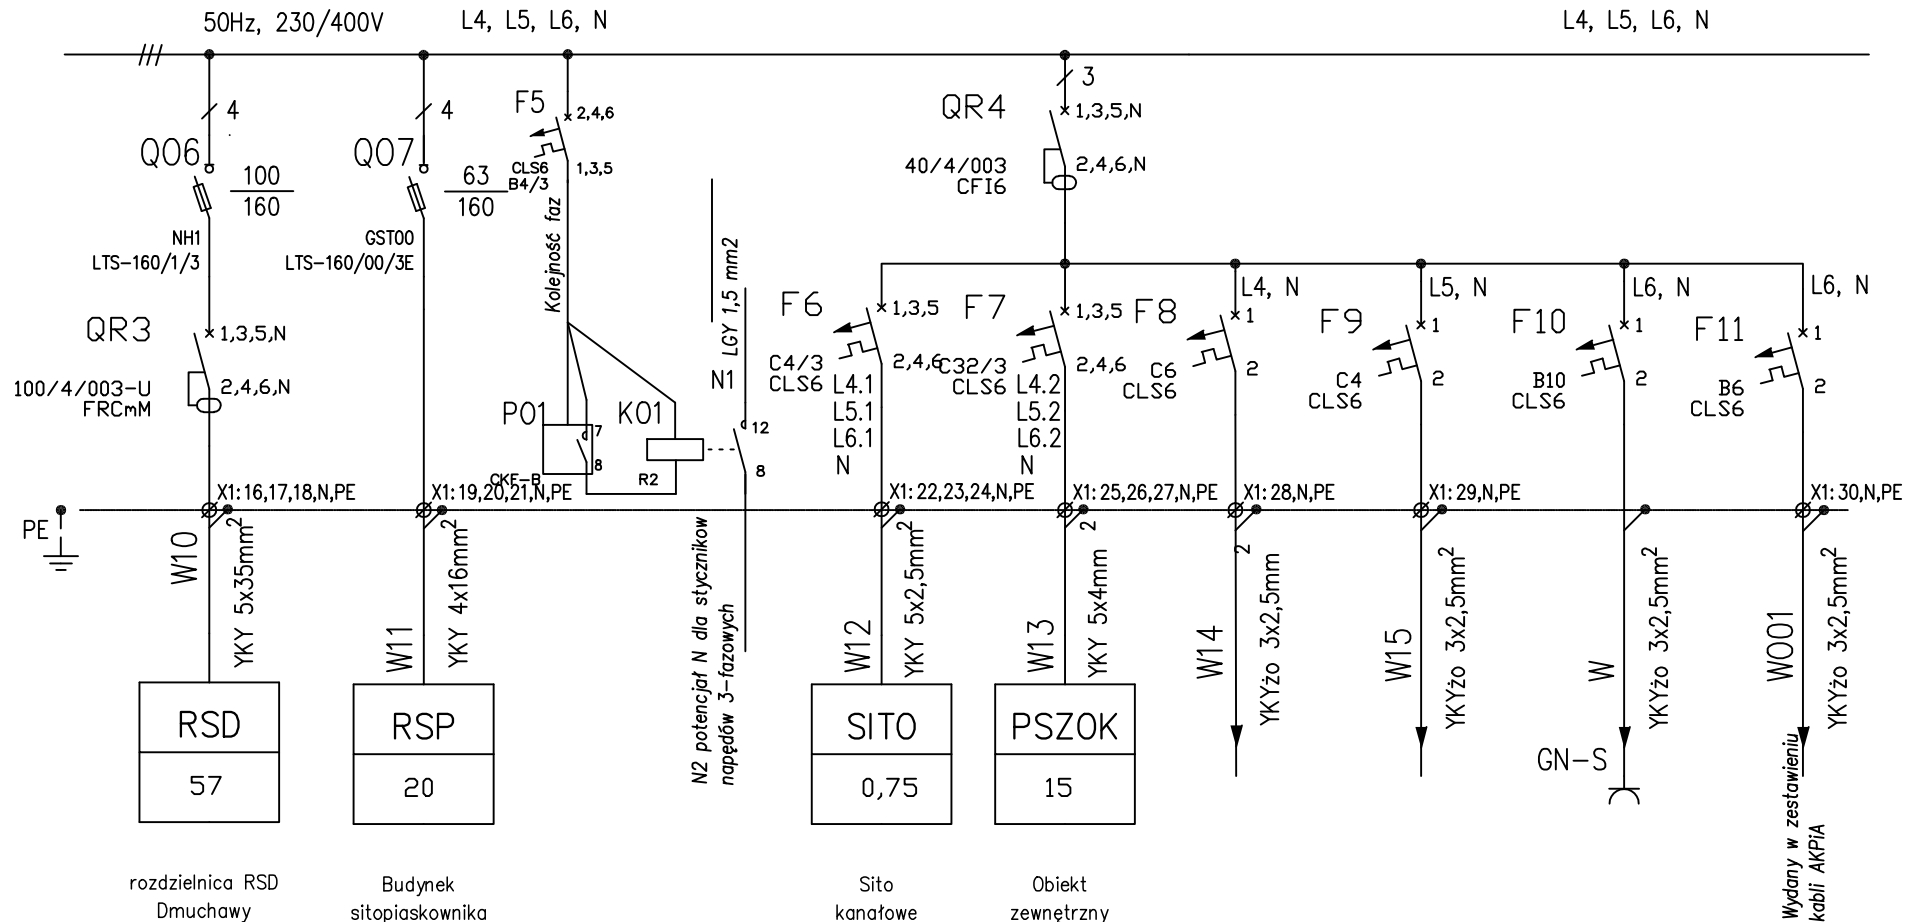 50Hz, 230/400V
L4, L5, L6, N
L4, L5, L6, N
4
Q06
100
160
NH1
LTS-160/1/3
QR3
1,3,5,N
2,4,6,N
100/4/003-U
FRCmM
X1:16,17,18,N,PE
PE
W10
YKY 5x35mm2
RSD
57
rozdzielnica RSD
Dmuchawy
4
Q07
63
160
GST00
LTS-160/00/3E
X1:19,20,21,N,PE
W11
YKY 4x16mm2
RSP
20
Budynek
sitopiaskownika
F5
2,4,6
1,3,5
CLS6
B4/3
Kolejność faz
P01
7
8
CKF-B
K01
R2
LGY 1,5 mm2
N1
12
8
N2 potencjał N dla stycznikow
napędów 3-fazowych
3
QR4
1,3,5,N
2,4,6,N
40/4/003
CFI6
F6
1,3,5
2,4,6
C4/3
CLS6
L4.1
L5.1
L6.1
N
X1:22,23,24,N,PE
W12
YKY 5x2,5mm2
SITO
0,75
Sito
kanałowe
F7
1,3,5
2,4,6
C32/3
CLS6
L4.2
L5.2
L6.2
N
X1:25,26,27,N,PE
W13
YKY 5x4mm2
PSZOK
15
Obiekt
zewnętrzny
L4, N
F8
1
2
C6
CLS6
X1:28,N,PE
W14
YKYżo 3x2,5mm2
L5, N
F9
1
2
C4
CLS6
X1:29,N,PE
W15
YKYżo 3x2,5mm2
L6, N
F10
1
2
B10
CLS6
W
YKYżo 3x2,5mm2
GN-S
L6, N
F11
1
2
B6
CLS6
X1:30,N,PE
W001
YKYżo 3x2,5mm2
Wydany w zestawieniu
kabli AKPiA